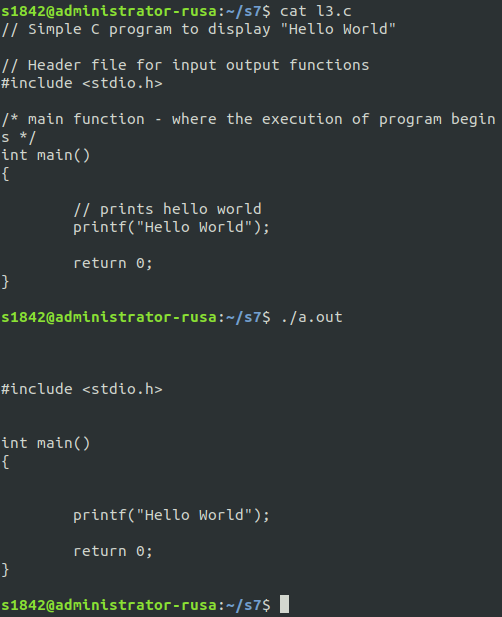 s1842@administrator-rusa:~/s7$ cat l3.c
// Simple C program to display "Hello World"

// Header file for input output functions
#include <stdio.h>

/* main function - where the execution of program begin
s */
int main()
{

        // prints hello world
        printf("Hello World");

        return 0;
}

s1842@administrator-rusa:~/s7$ ./a.out



#include <stdio.h>


int main()
{


        printf("Hello World");

        return 0;
}

s1842@administrator-rusa:~/s7$